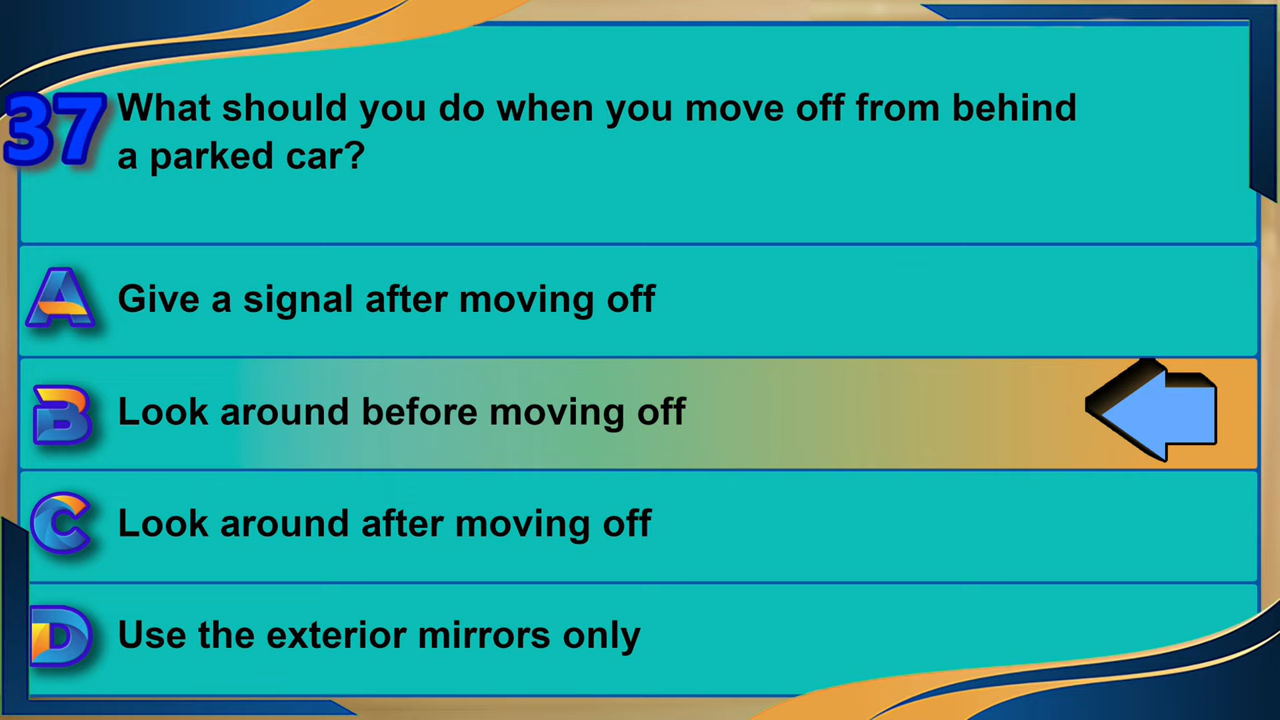 37 What should you do when you move off from behind
a parked car?
A Give a signal after moving off
B Look around before moving off
C Look around after moving off
D Use the exterior mirrors only